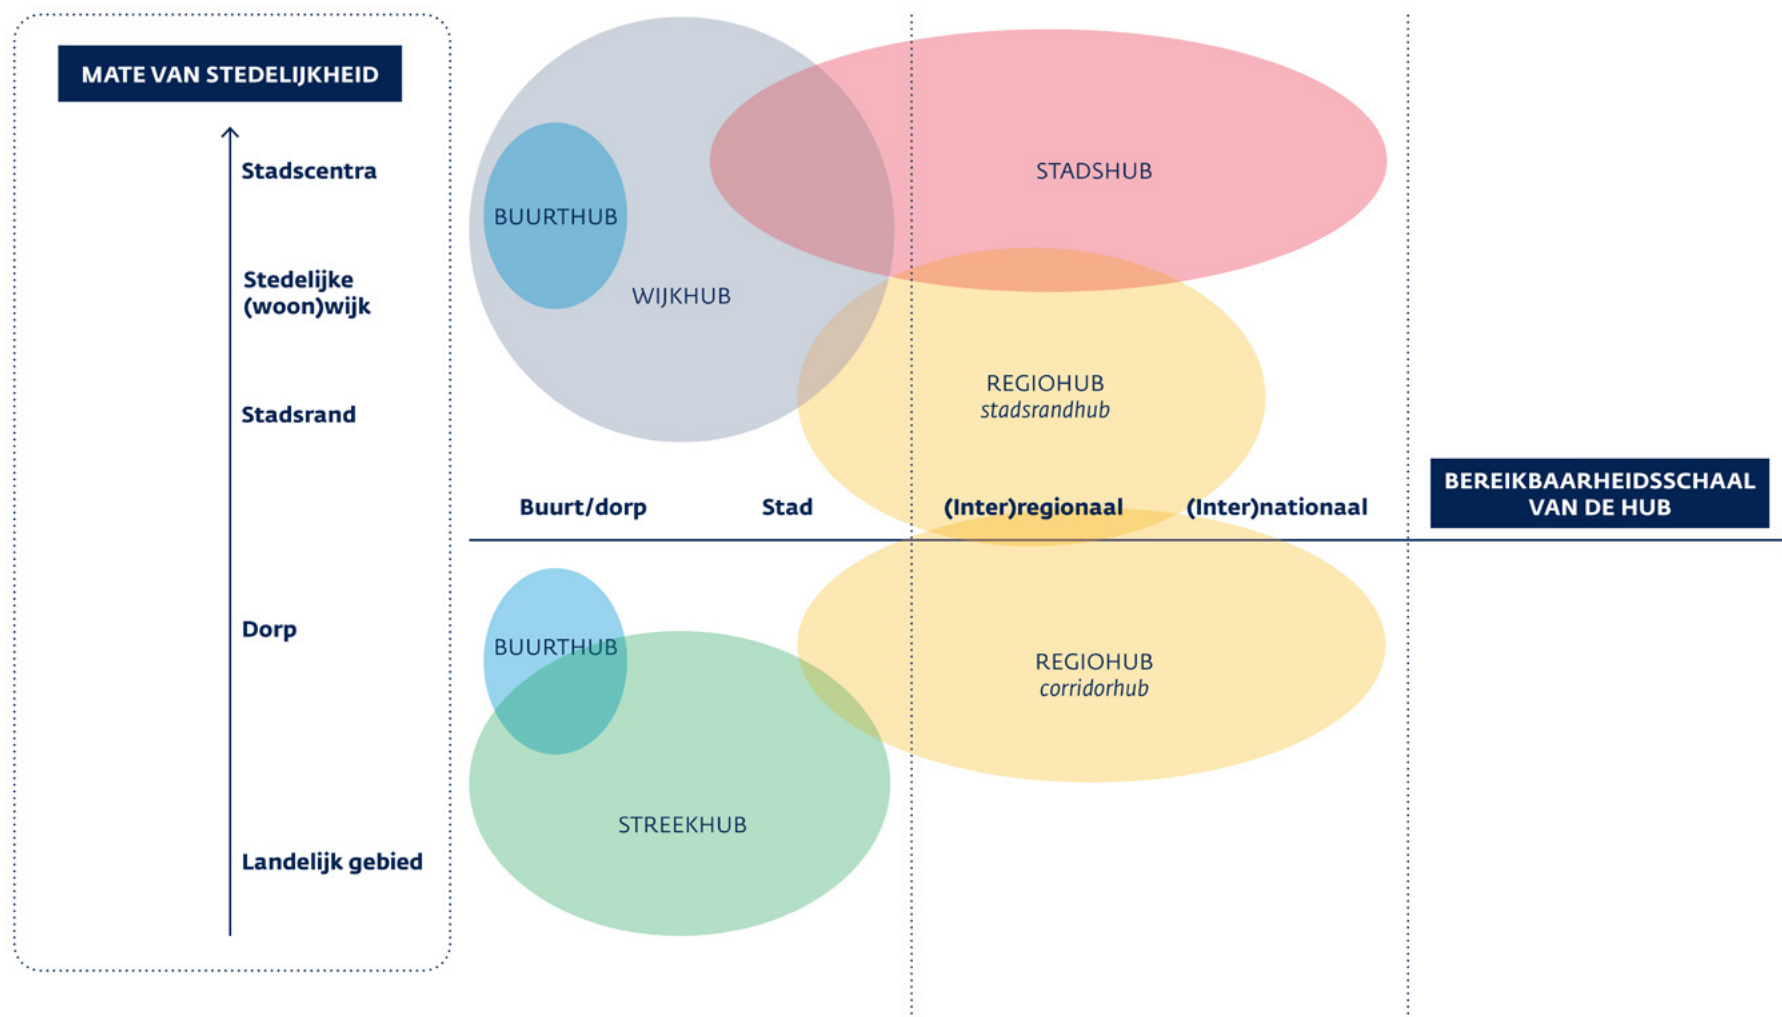 MATE VAN STEDELIJKHEID
Stadscentra
Stedelijke
(woon)wijk
Stadsrand
Dorp
Landelijk gebied
BUURTHUB
WIJKHUB
STADSHUB
REGIOHUB
stadsrandhub
Buurt/dorp
Stad
(Inter)regionaal
(Inter)nationaal
BEREIKBAARHEIDSSCHAAL
VAN DE HUB
BUURTHUB
STREEKHUB
REGIOHUB
corridorhub